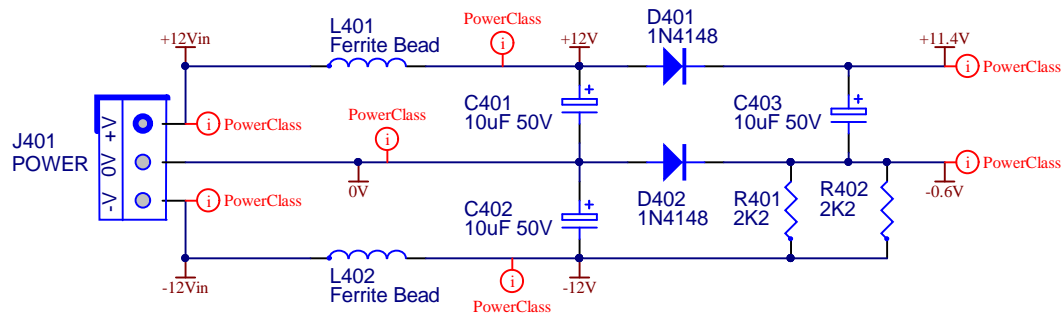 PowerClass
L401
Ferrite Bead
+12Vin
+12V
D401
1N4148
+11.4V
PowerClass
C401
10uF 50V
C403
10uF 50V
J401
POWER
+V
0V
-V
PowerClass
PowerClass
0V
PowerClass
-0.6V
D402
1N4148
C402
10uF 50V
R401
2K2
R402
2K2
PowerClass
L402
Ferrite Bead
-12Vin
-12V
PowerClass